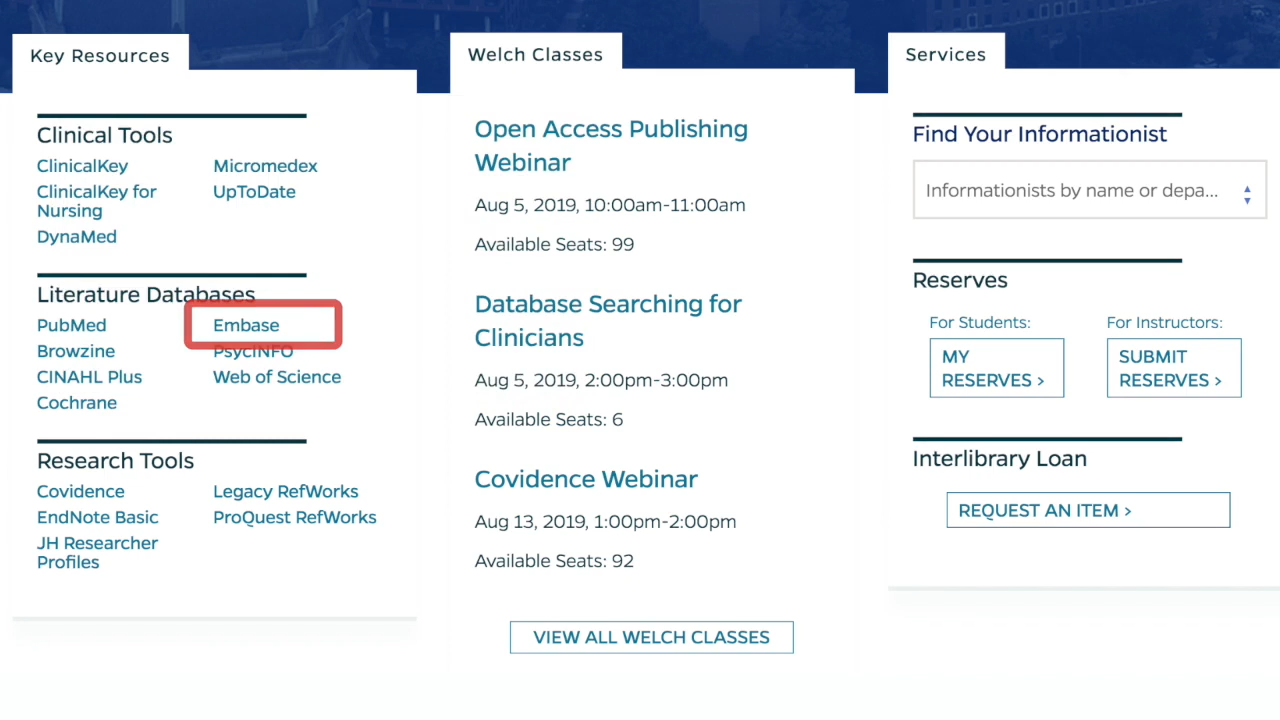 Key Resources
Clinical Tools
ClinicalKey
ClinicalKey for
Nursing
DynaMed
Micromedex
UpToDate
Literature Databases
PubMed
Browzine
CINAHL Plus
Cochrane
Embase
PsycINFO
Web of Science
Research Tools
Covidence
EndNote Basic
JH Researcher
Profiles
Legacy RefWorks
ProQuest RefWorks
Welch Classes
Open Access Publishing
Webinar
Aug 5, 2019, 10:00am-11:00am
Available Seats: 99
Database Searching for
Clinicians
Aug 5, 2019, 2:00pm-3:00pm
Available Seats: 6
Covidence Webinar
Aug 13, 2019, 1:00pm-2:00pm
Available Seats: 92
VIEW ALL WELCH CLASSES
Services
Find Your Informationist
Informationists by name or depa...
Reserves
For Students:
MY
RESERVES >
For Instructors:
SUBMIT
RESERVES >
Interlibrary Loan
REQUEST AN ITEM >